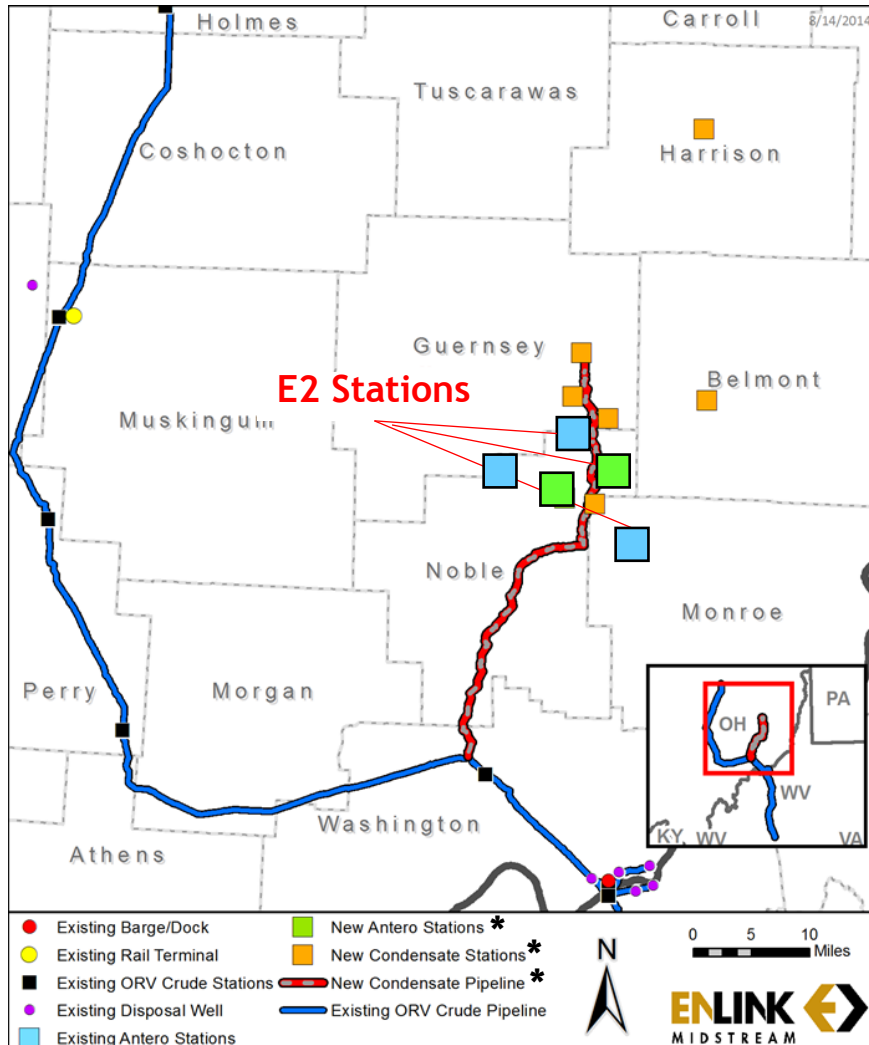 Holmes
Carroll
8/14/2014
Tuscarawas
Coshocton
Harrison
Guernsey
Belmont
E2 Stations
Muskingum
Noble
Monroe
Perry
Morgan
Washington
Athens
PA
OH
WV
KY
WV
VA
Existing Barge/Dock
Existing Rail Terminal
Existing ORV Crude Stations
Existing Disposal Well
Existing Antero Stations
New Antero Stations *
New Condensate Stations *
New Condensate Pipeline *
Existing ORV Crude Pipeline
N
0 5 10
Miles
ENLINK
MIDSTREAM